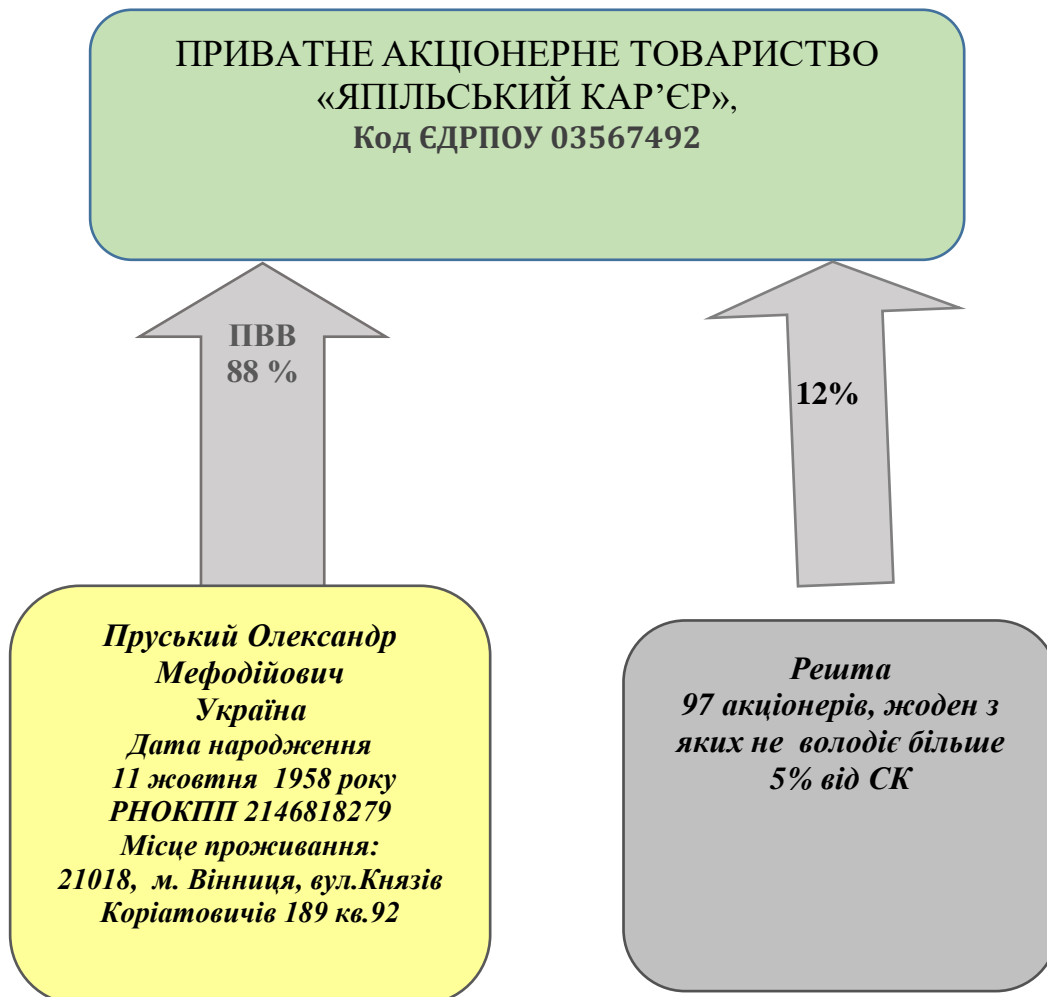 ПРИВАТНЕ АКЦІОНЕРНЕ ТОВАРИСТВО
«ЯПІЛЬСЬКИЙ КАР’ЄР»,
Код ЄДРПОУ 03567492
ПВВ
88 %
12%
Пруський Олександр
Мефодійович
Україна
Дата народження
11 жовтня 1958 року
РНОКПП 2146818279
Місце проживання:
21018, м. Вінниця, вул.Князів
Коріатовичів 189 кв.92
Решта
97 акціонерів, жоден з
яких не володіє більше
5% від СК